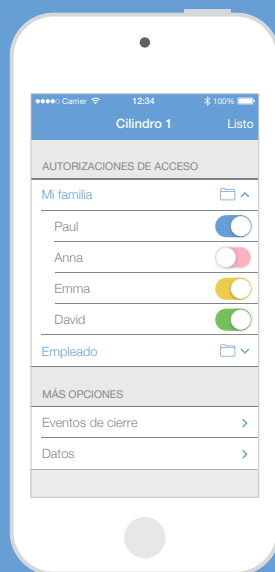 Carrier 12:34 100%
Cilindro 1 Listo
AUTORIZACIONES DE ACCESO
Mi familia
Paul
Anna
Emma
David
Empleado
MÁS OPCIONES
Eventos de cierre
Datos